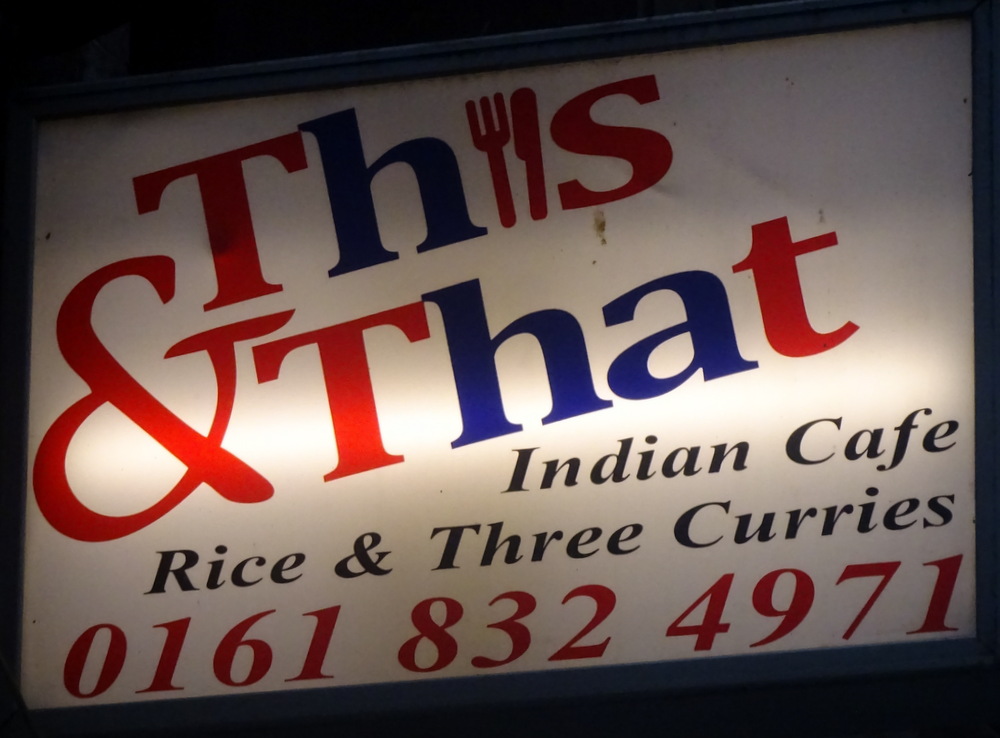 This
& That
Indian Cafe
Rice & Three Curries
0161 832 4971